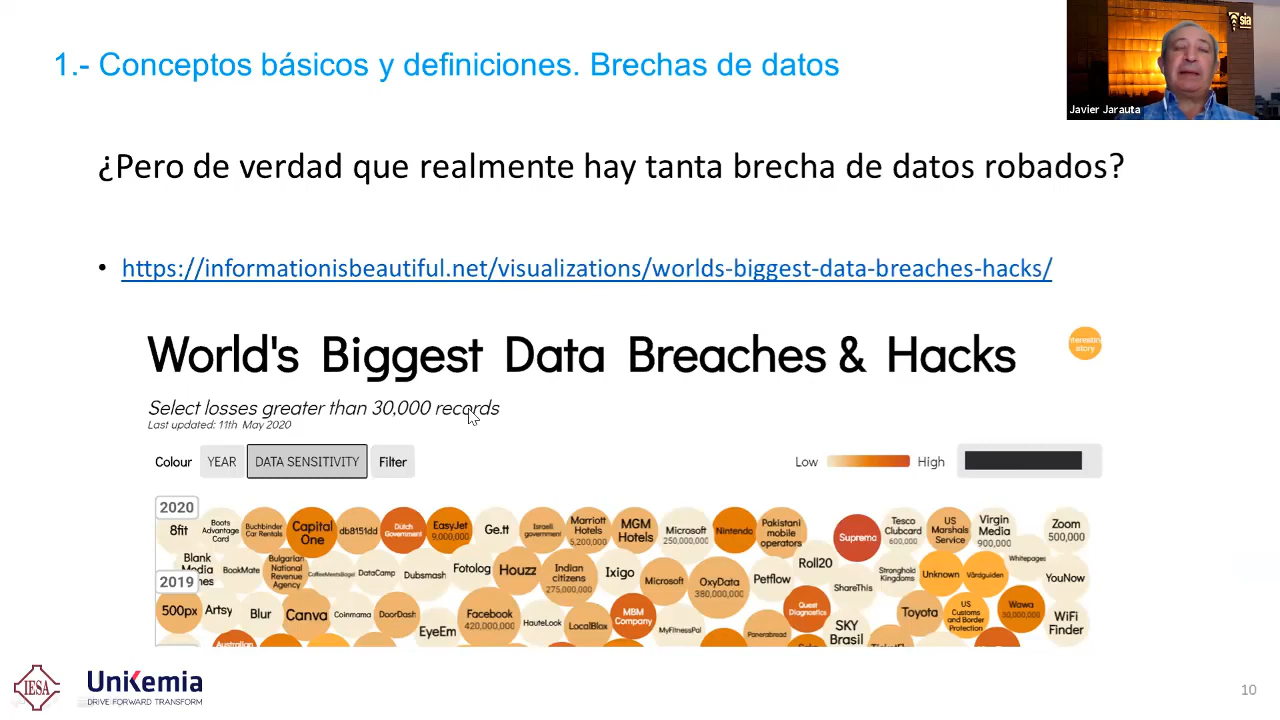 1.- Conceptos básicos y definiciones. Brechas de datos
sia
Javier Jarauta
¿Pero de verdad que realmente hay tanta brecha de datos robados?
• https://informationisbeautiful.net/visualizations/worlds-biggest-data-breaches-hacks/
World's Biggest Data Breaches & Hacks
story
Select losses greater than 30,000 records
Last updated: 11th May 2020
Colour YEAR DATA SENSITIVITY Filter
Low High
2020
8fit
Boots
Advantage
Card
Buchbinder
Car Rentals
Capital
One
db8151dd
Dutch
Government
EasyJet
9,000,000
Ge.tt
Israeli
government
Marriott
Hotels
5,200,000
MGM
Hotels
Microsoft
250,000,000
Nintendo
Pakistani
mobile
operators
Suprema
Tesco
Clubcard
600,000
US
Marshals
Service
Virgin
Media
900,000
Zoom
500,000
Blank
Media
2019
BookMate
Bulgarian
National
Revenue
Agency
CoffeeMeetsBagel
DataCamp
Dubsmash
Fotolog
Houzz
Indian
citizens
275,000,000
Ixigo
Microsoft
OxyData
380,000,000
Petflow
Roll20
ShareThis
Stronghold
Kingdoms
Unknown
Vårdguiden
Whitepages
YouNow
500px
Artsy
Blur
Canva
Coinmama
DoorDash
EyeEm
Facebook
420,000,000
HauteLook
LocalBlox
MBM
Company
MyFitnessPal
Panerabread
Quest
Diagnostics
SKY
Brasil
Toyota
US
Customs
and Border
Protection
Wawa
30,000,000
WiFi
Finder
Australian
IESA
UniKemia
DRIVE FORWARD TRANSFORM
10